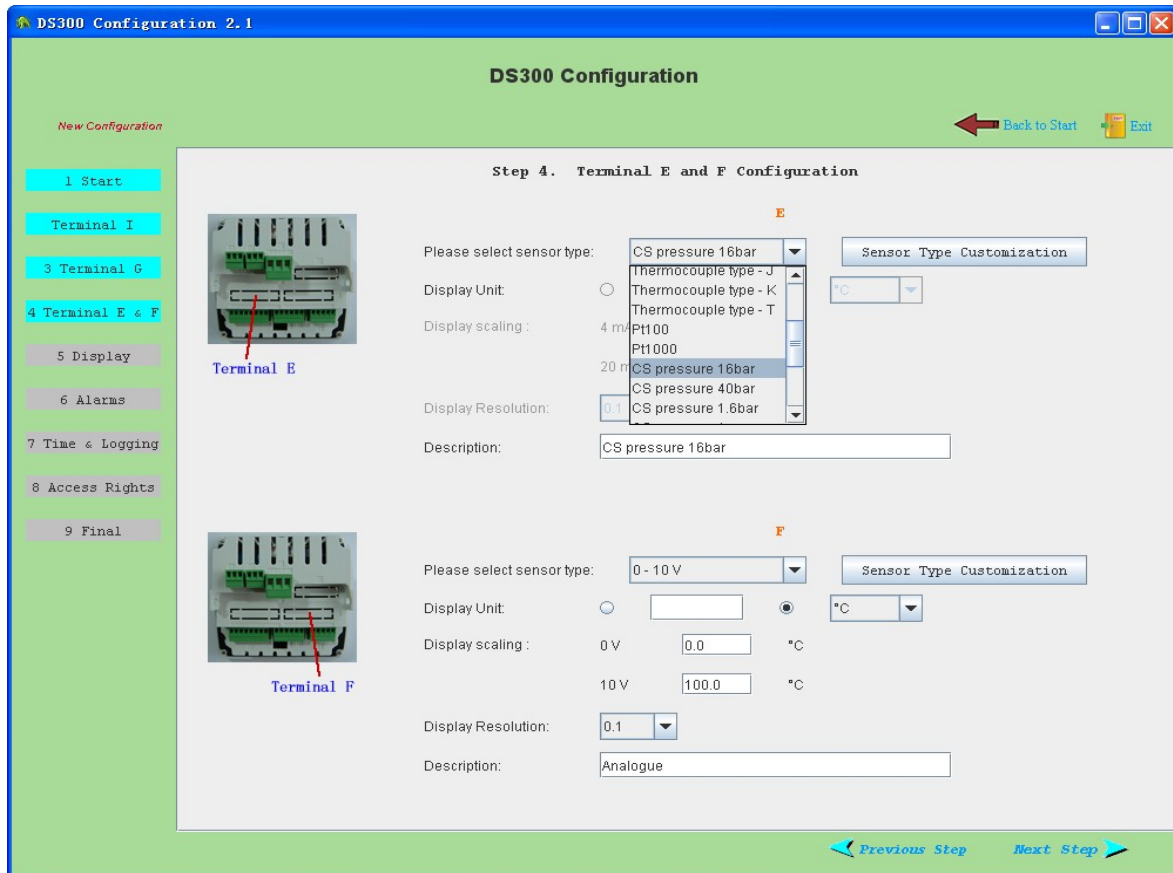 DS300 Configuration 2.1
DS300 Configuration
New Configuration
Back to Start
Exit
1 Start
Terminal I
3 Terminal G
4 Terminal E & F
5 Display
6 Alarms
7 Time & Logging
8 Access Rights
9 Final
Step 4. Terminal E and F Configuration
E
Please select sensor type:
CS pressure 16bar
Sensor Type Customization
Thermocouple type - J
Thermocouple type - K
Thermocouple type - T
Pt100
Pt1000
CS pressure 16bar
CS pressure 40bar
CS pressure 1.6bar
Display Unit:
°C
Display scaling :
4 mA
20 m
Display Resolution:
0.1
Description:
CS pressure 16bar
Terminal E
F
Please select sensor type:
0 - 10 V
Sensor Type Customization
Display Unit:
°C
Display scaling :
0 V
0.0
°C
10 V
100.0
°C
Display Resolution:
0.1
Description:
Analogue
Terminal F
Previous Step
Next Step